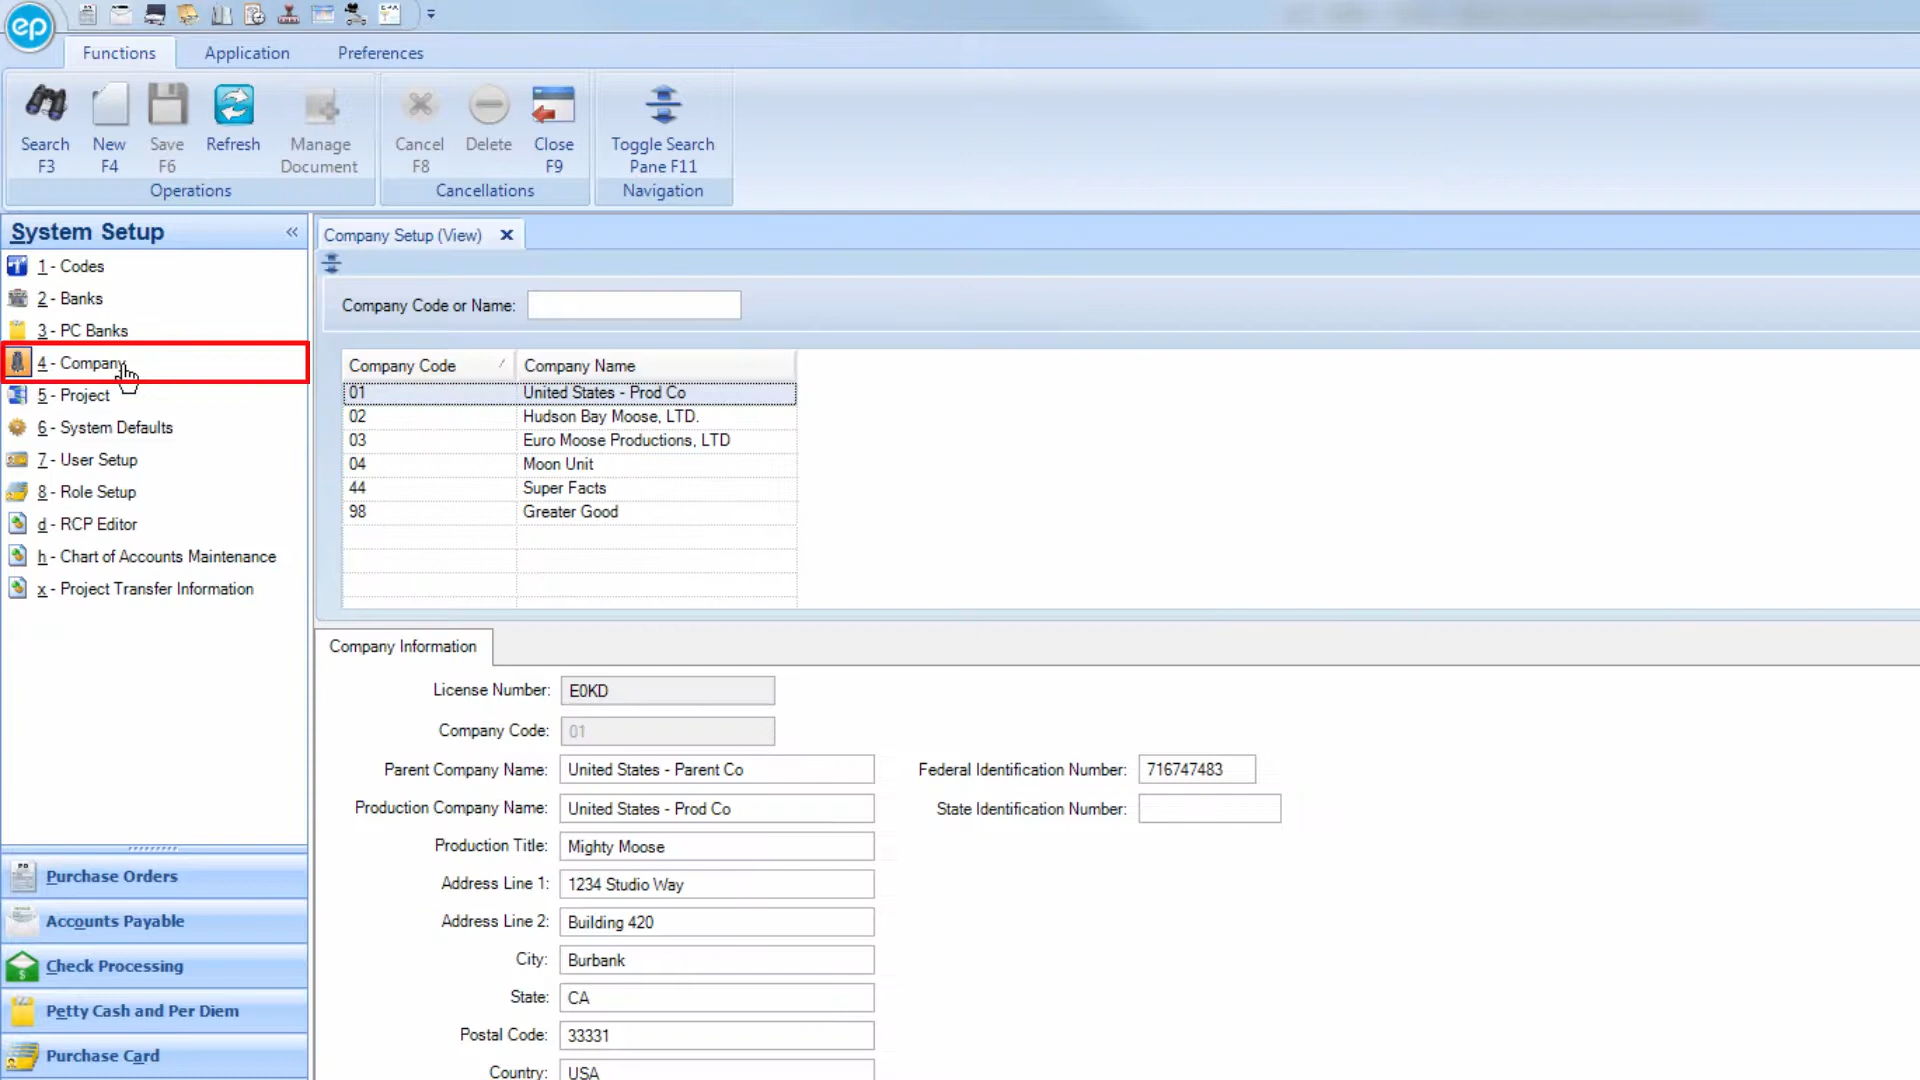 ep
Functions Application Preferences
Search F3
New F4
Save F6
Refresh
Manage Document
Cancel F8
Delete
Close F9
Toggle Search Pane F11
Operations Cancellations Navigation
System Setup «
1 - Codes
2 - Banks
3 - PC Banks
4 - Company
5 - Project
6 - System Defaults
7 - User Setup
8 - Role Setup
d - RCP Editor
h - Chart of Accounts Maintenance
x - Project Transfer Information
Purchase Orders
Accounts Payable
Check Processing
Petty Cash and Per Diem
Purchase Card
Company Setup (View)
Company Code or Name:
Company Code Company Name
01 United States - Prod Co
02 Hudson Bay Moose, LTD.
03 Euro Moose Productions, LTD
04 Moon Unit
44 Super Facts
98 Greater Good
Company Information
License Number: E0KD
Company Code: 01
Parent Company Name: United States - Parent Co Federal Identification Number: 716747483
Production Company Name: United States - Prod Co State Identification Number:
Production Title: Mighty Moose
Address Line 1: 1234 Studio Way
Address Line 2: Building 420
City: Burbank
State: CA
Postal Code: 33331
Country: USA